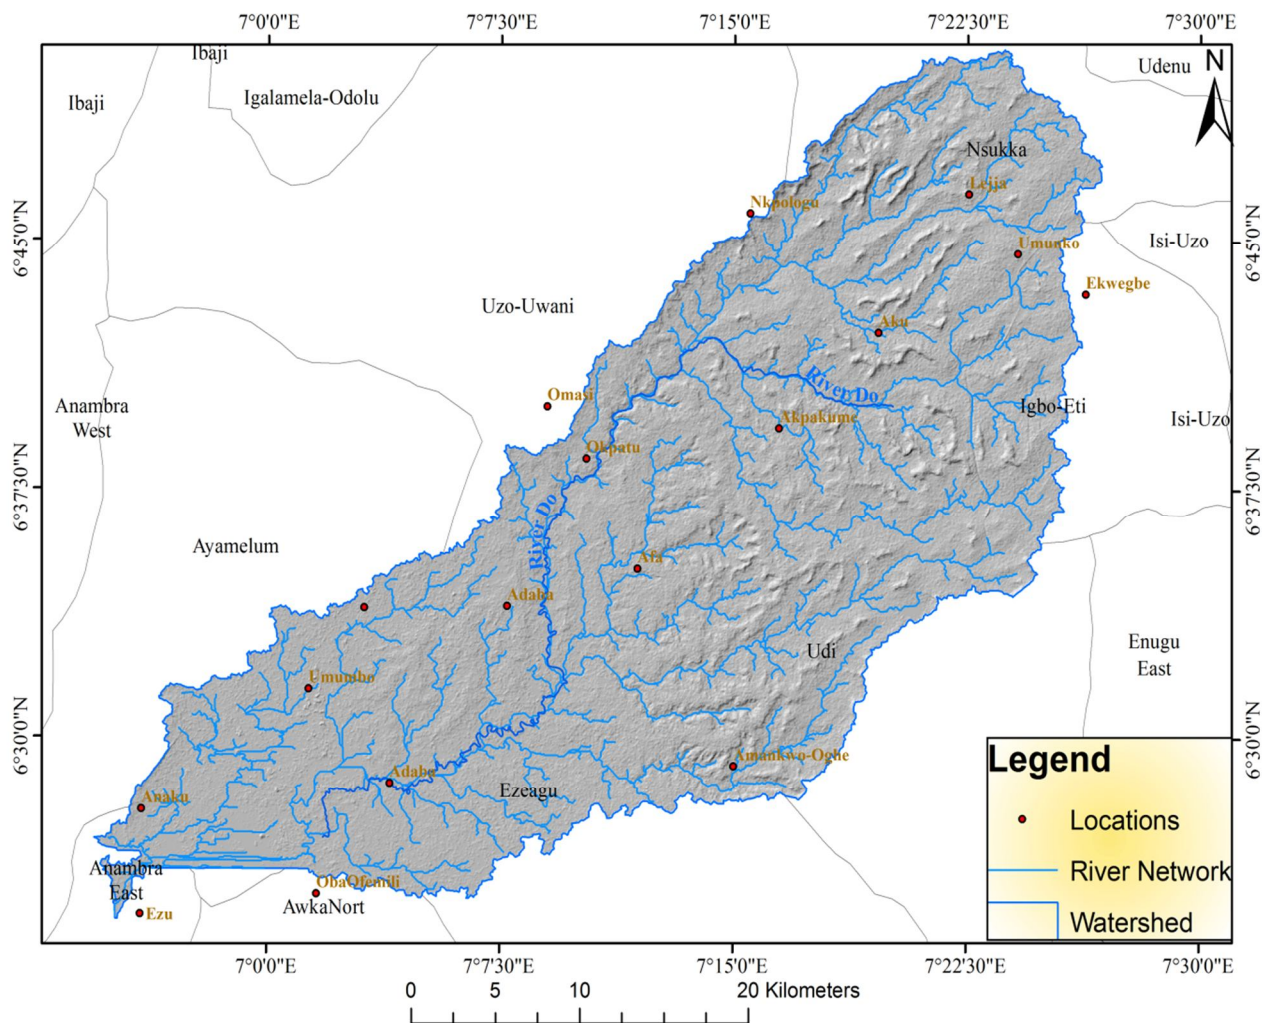 7°0'0"E
7°7'30"E
7°15'0"E
7°22'30"E
7°30'0"E
Ibaji
Udenu
N
Ibaji
Igalamela-Odolu
Nsukka
Lejja
Nkpologu
6°45'0"N
Umunko
Isi-Uzo
6°45'0"N
Ekwegbe
Uzo-Uwani
Aku
River Do
Omasi
Anambra
West
Akpakume
Igbo-Eti
Isi-Uzo
Okpatu
6°37'30"N
River Do
6°37'30"N
Ayamelum
Afa
Adaba
Udi
Enugu
East
Umumbo
6°30'0"N
6°30'0"N
Amankwo-Oghe
Adaba
Ezeagu
Anaku
Anambra
East
ObaOfemili
AwkaNort
Ezu
Legend
Locations
River Network
Watershed
7°0'0"E
7°7'30"E
7°15'0"E
7°22'30"E
7°30'0"E
0 5 10 20 Kilometers